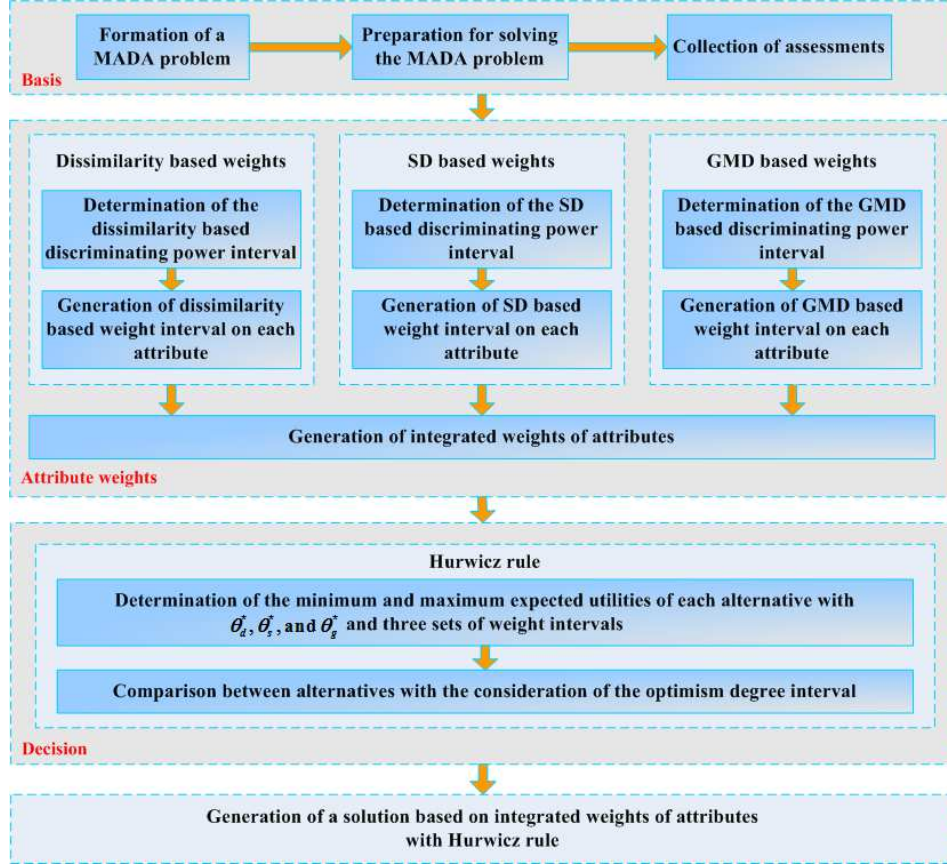 Formation of a
MADA problem
Preparation for solving
the MADA problem
Collection of assessments
Basis
Dissimilarity based weights
Determination of the
dissimilarity based
discriminating power interval
Generation of dissimilarity
based weight interval on each
attribute
SD based weights
Determination of the SD
based discriminating power
interval
Generation of SD based
weight interval on each
attribute
GMD based weights
Determination of the GMD
based discriminating power
interval
Generation of GMD based
weight interval on each
attribute
Generation of integrated weights of attributes
Attribute weights
Hurwicz rule
Determination of the minimum and maximum expected utilities of each alternative with
θ*d, θ*s, and θ*g and three sets of weight intervals
Comparison between alternatives with the consideration of the optimism degree interval
Decision
Generation of a solution based on integrated weights of attributes
with Hurwicz rule